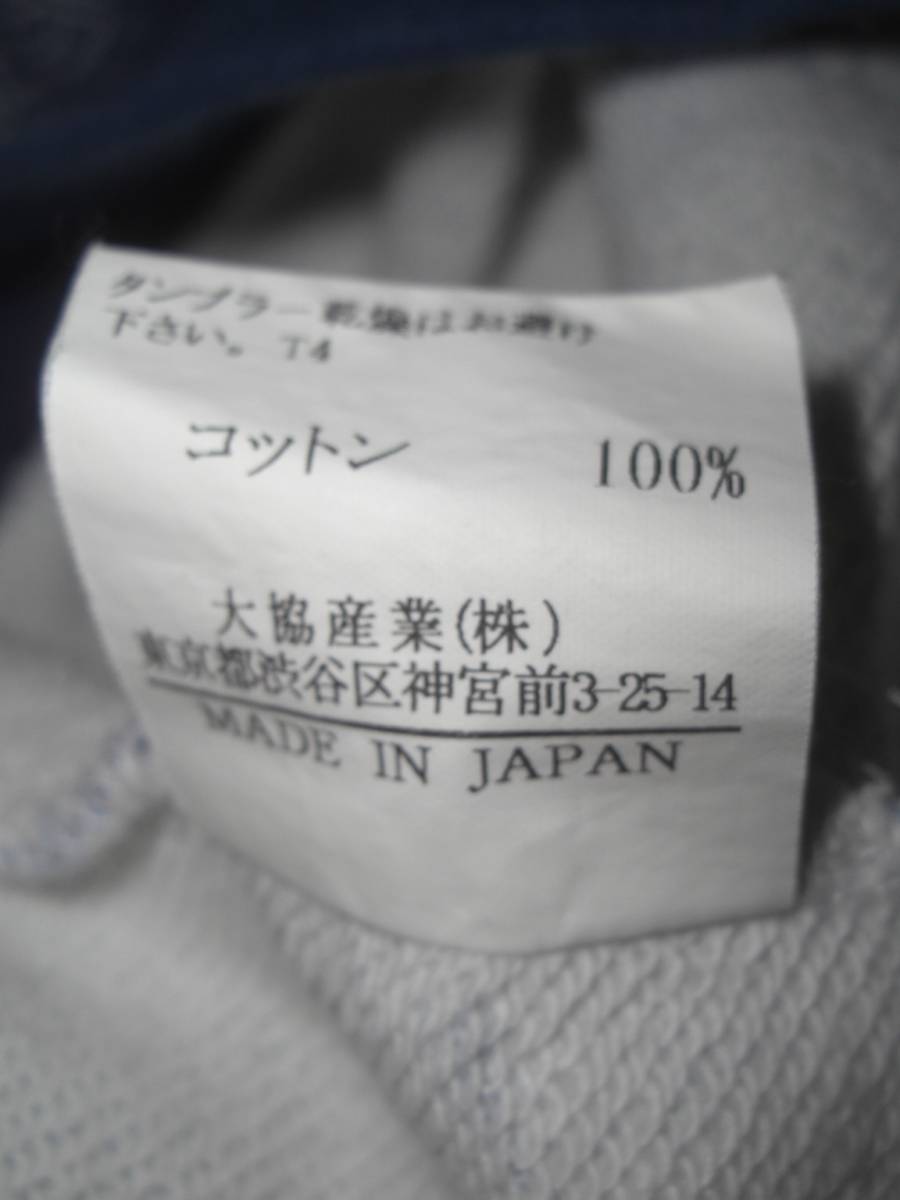 タンブラー乾燥はお避け
下さい。 T4
コットン 100%
大協産業(株)
東京都渋谷区神宮前3-25-14
MADE IN JAPAN